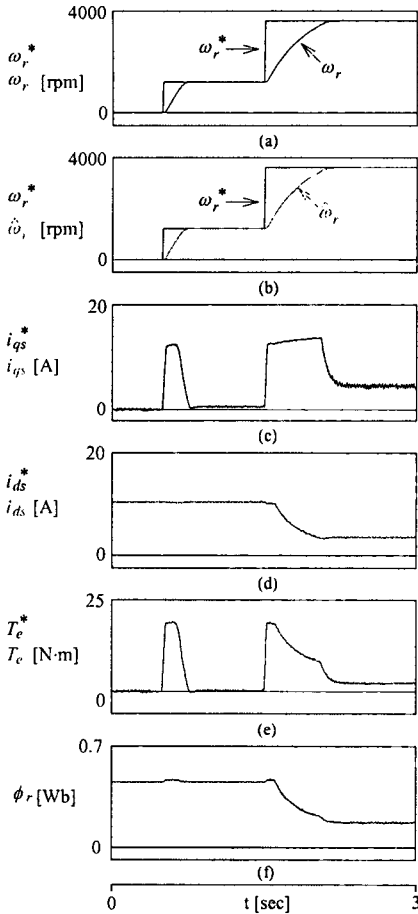 4000
ω_r* ω_r* ω_r
ω_r [rpm]
0
(a)
4000
ω_r* ω_r* ω̂_r
ω̂_r [rpm]
0
(b)
20
i_qs*
i_qs [A]
0
(c)
20
i_ds*
i_ds [A]
0
(d)
25
T_e*
T_e [N·m]
0
(e)
0.7
ϕ_r [Wb]
0
(f)
0 t [sec] 3